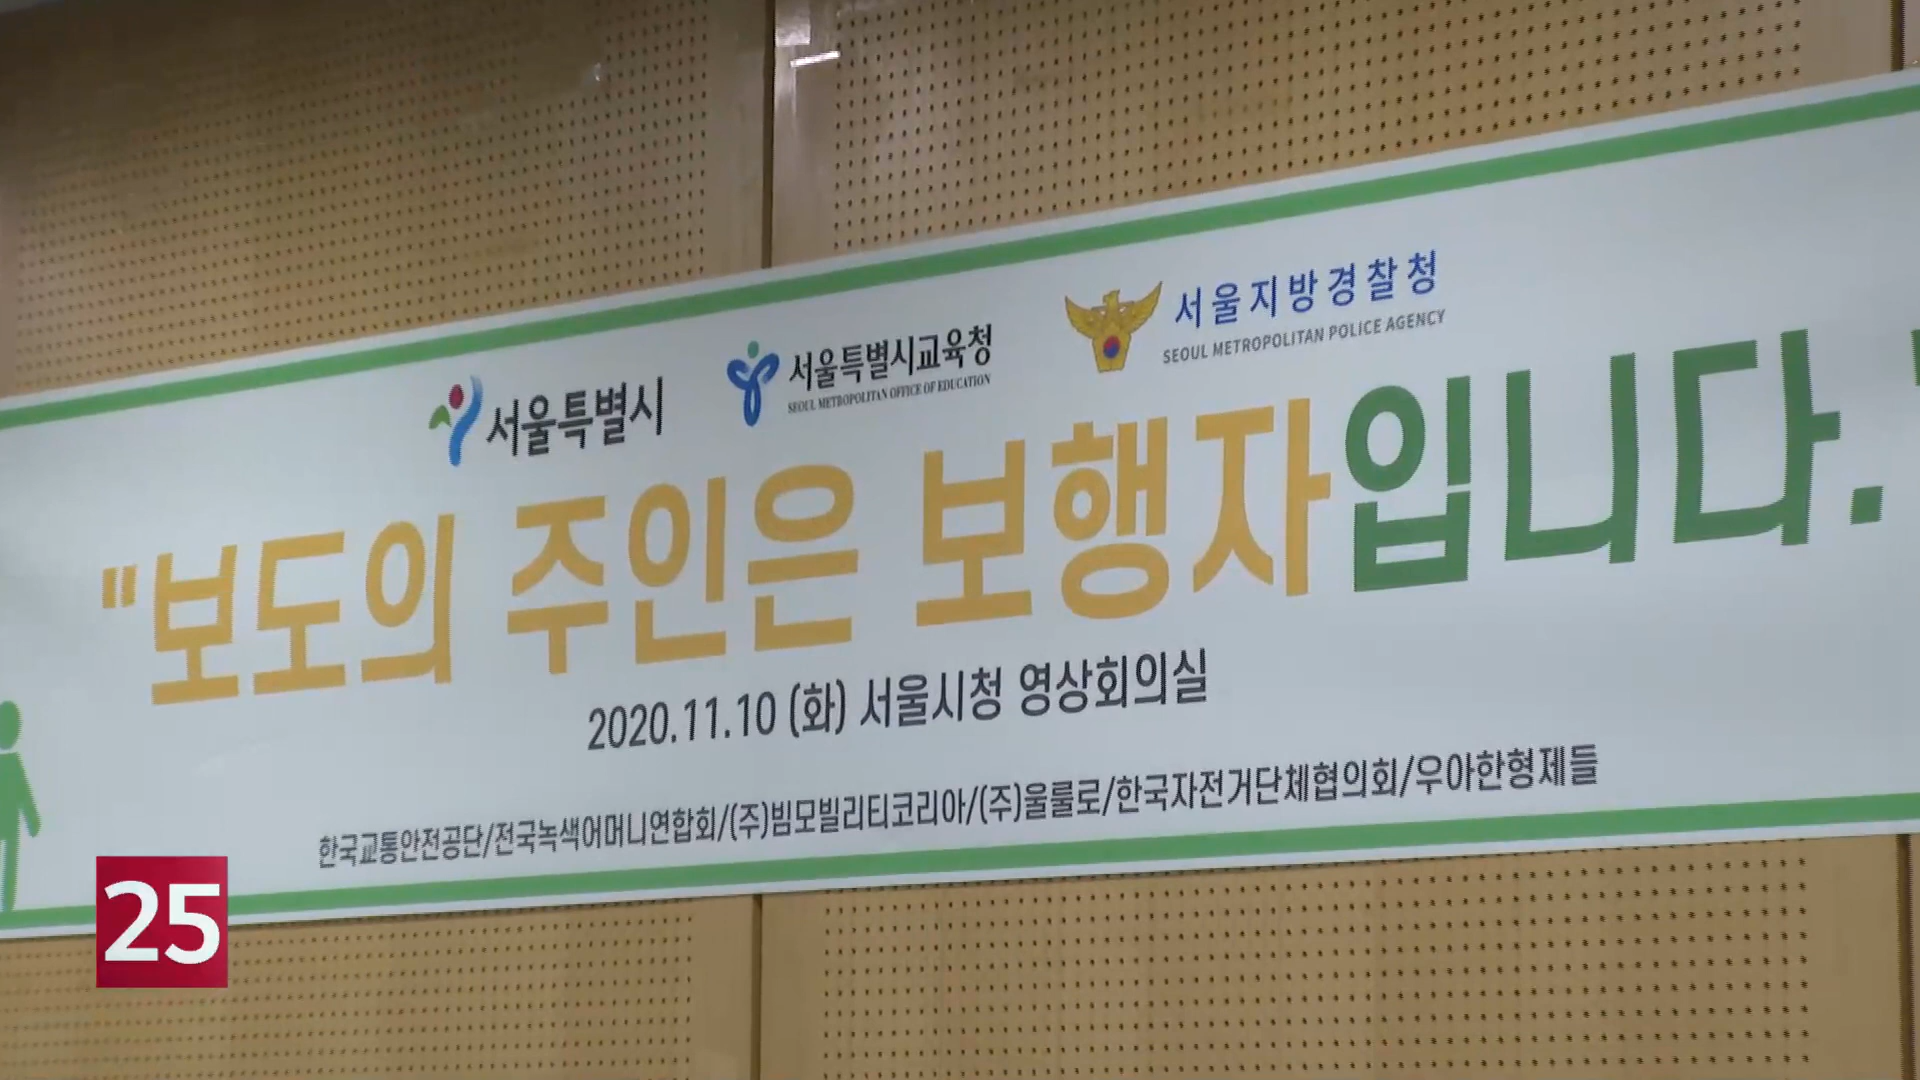 서울특별시
서울특별시교육청
SEOUL METROPOLITAN OFFICE OF EDUCATION
서울지방경찰청
SEOUL METROPOLITAN POLICE AGENCY
"보도의 주인은 보행자입니다."
2020.11.10 (화) 서울시청 영상회의실
한국교통안전공단/전국녹색어머니연합회/(주)빔모빌리티코리아/(주)울룰로/한국자전거단체협의회/우아한형제들
25